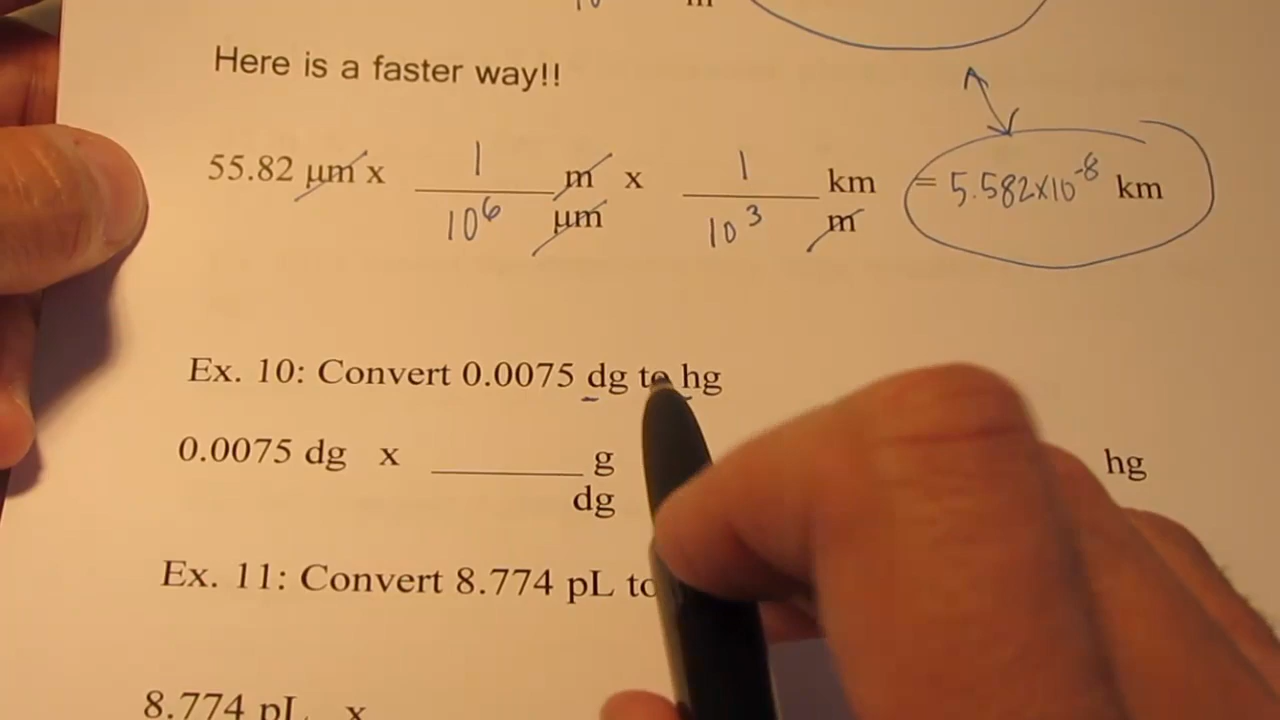 10 m
Here is a faster way!!
55.82 µm x 1 m x 1 km = 5.582x10⁻⁸ km
10⁶ µm 10³ m
Ex. 10: Convert 0.0075 dg to hg
0.0075 dg x ________ g hg
dg
Ex. 11: Convert 8.774 pL to
8.774 pL x